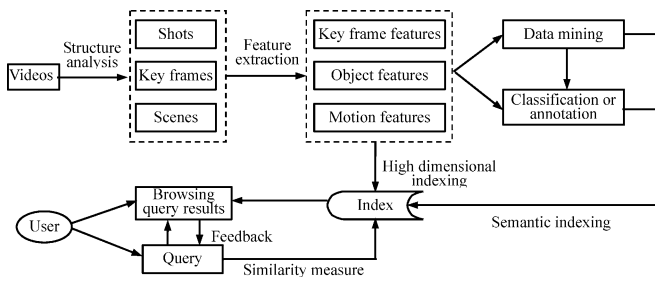 Videos
Structure
analysis
Shots
Key frames
Scenes
Feature
extraction
Key frame features
Object features
Motion features
Data mining
Classification or
annotation
High dimensional
indexing
Index
Semantic indexing
Browsing
query results
Feedback
User
Query
Similarity measure